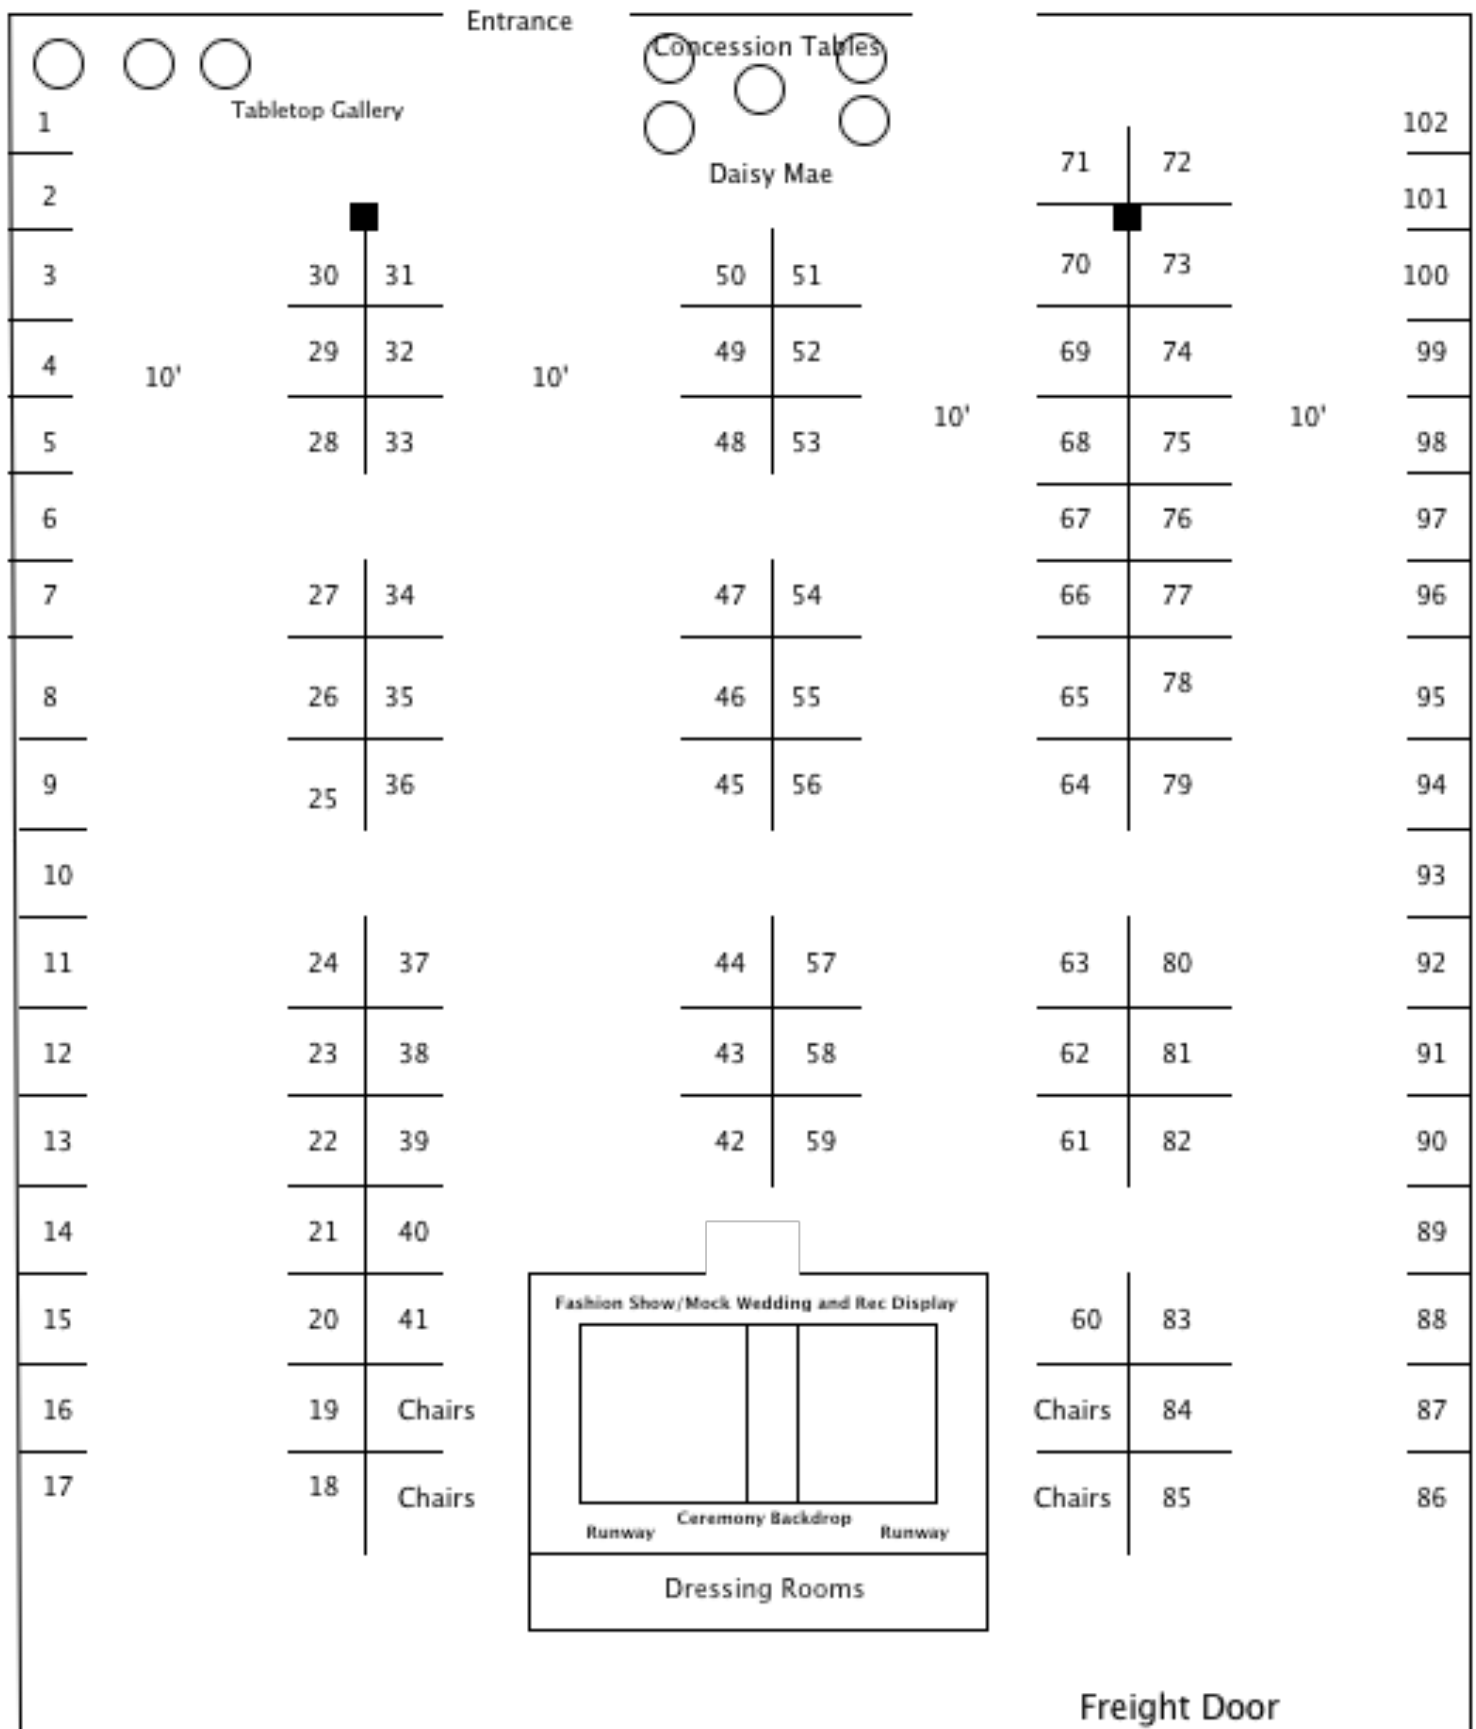 Entrance
Concession Tables
Tabletop Gallery
1 102
71 72
Daisy Mae
2 101
70 73
3 30 31 50 51 100
29 32 49 52 69 74 99
4 10' 10'
10' 10'
5 28 33 48 53 68 75 98
6 67 76 97
7 27 34 47 54 66 77 96
78
8 26 35 46 55 65 95
9 36 45 56 64 79 94
25
10 93
11 24 37 44 57 63 80 92
12 23 38 43 58 62 81 91
13 22 39 42 59 61 82 90
14 21 40 89
Fashion Show/Mock Wedding and Rec Display
15 20 41 60 83 88
16 19 Chairs Chairs 84 87
17 18
Chairs Chairs 85 86
Ceremony Backdrop
Runway Runway
Dressing Rooms
Freight Door